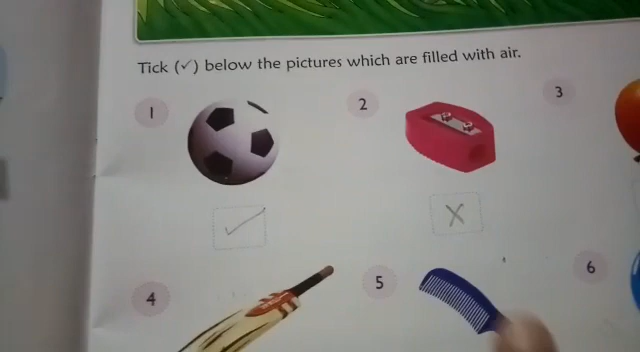 Tick (✓) below the pictures which are filled with air.
1 2 3
✓ X
4 5 6